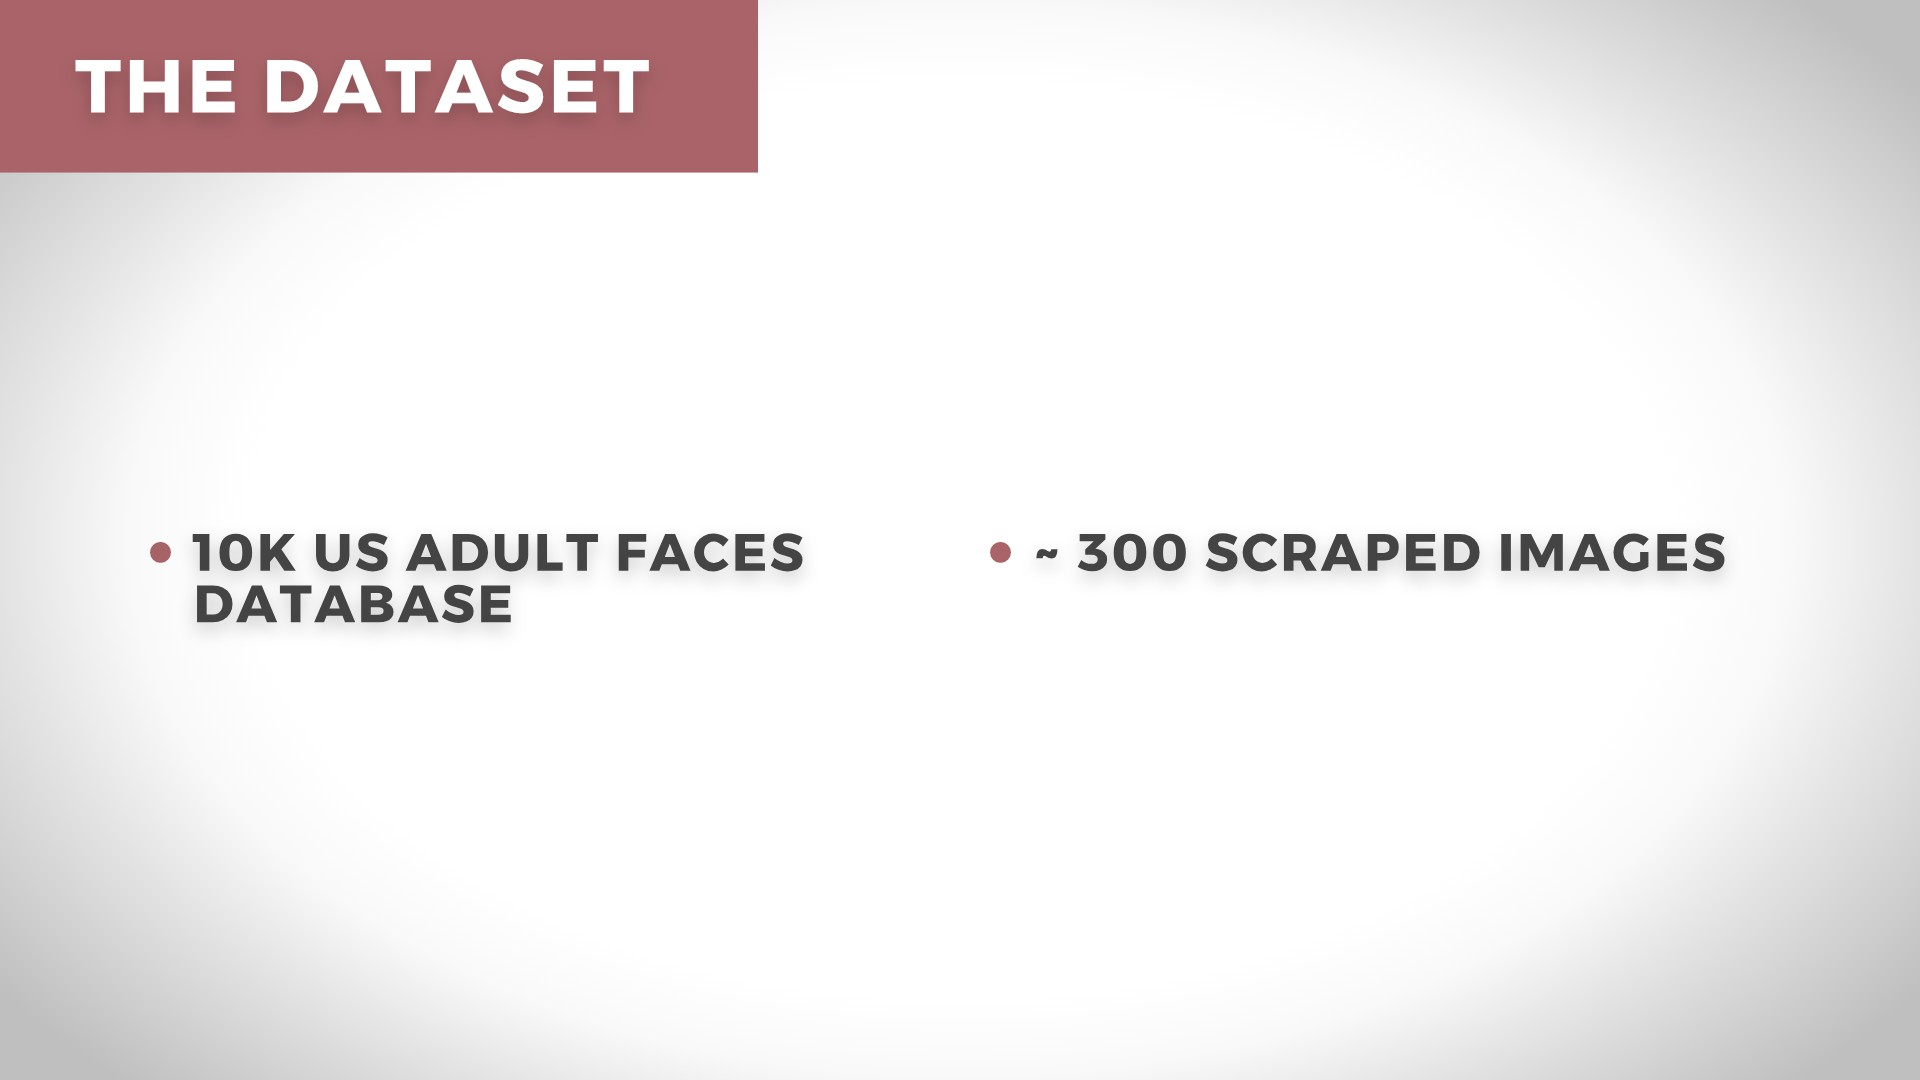 THE DATASET
• 10K US ADULT FACES
DATABASE
• ~ 300 SCRAPED IMAGES